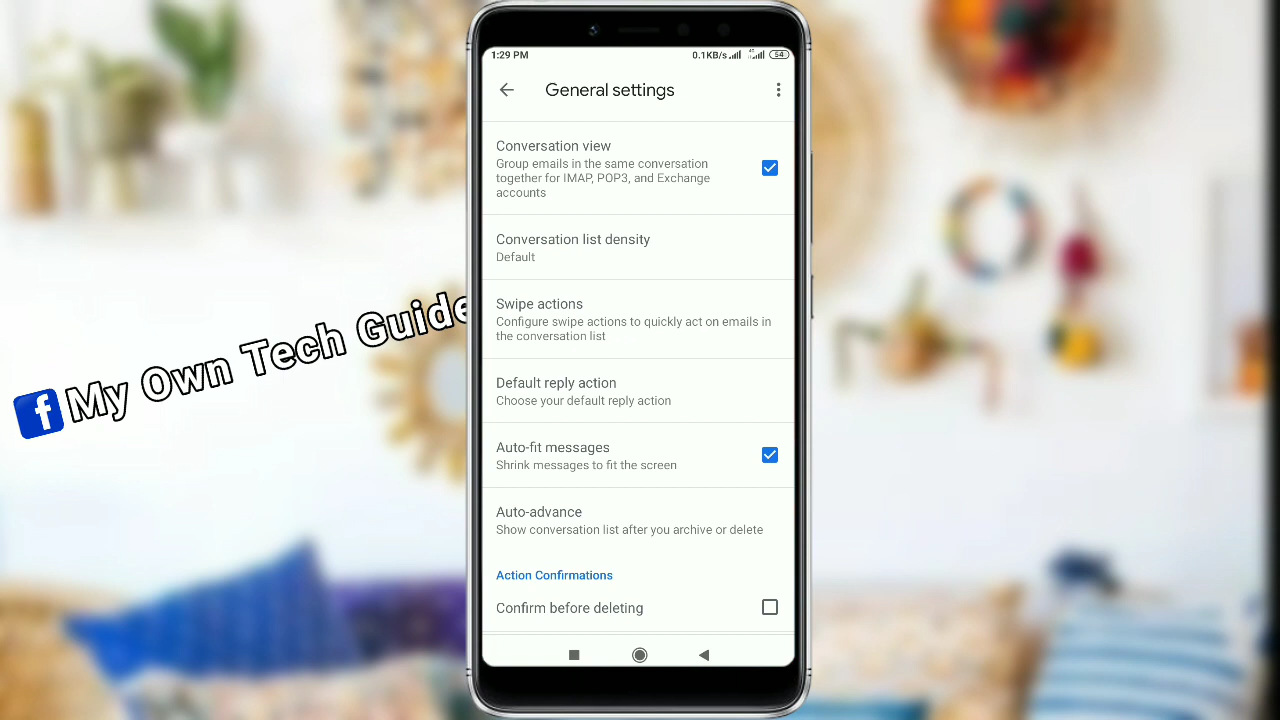 1:29 PM
0.1KB/s 4G 54
General settings
Conversation view
Group emails in the same conversation
together for IMAP, POP3, and Exchange
accounts
Conversation list density
Default
Swipe actions
Configure swipe actions to quickly act on emails in
the conversation list
Default reply action
Choose your default reply action
Auto-fit messages
Shrink messages to fit the screen
Auto-advance
Show conversation list after you archive or delete
Action Confirmations
Confirm before deleting
f My Own Tech Guide